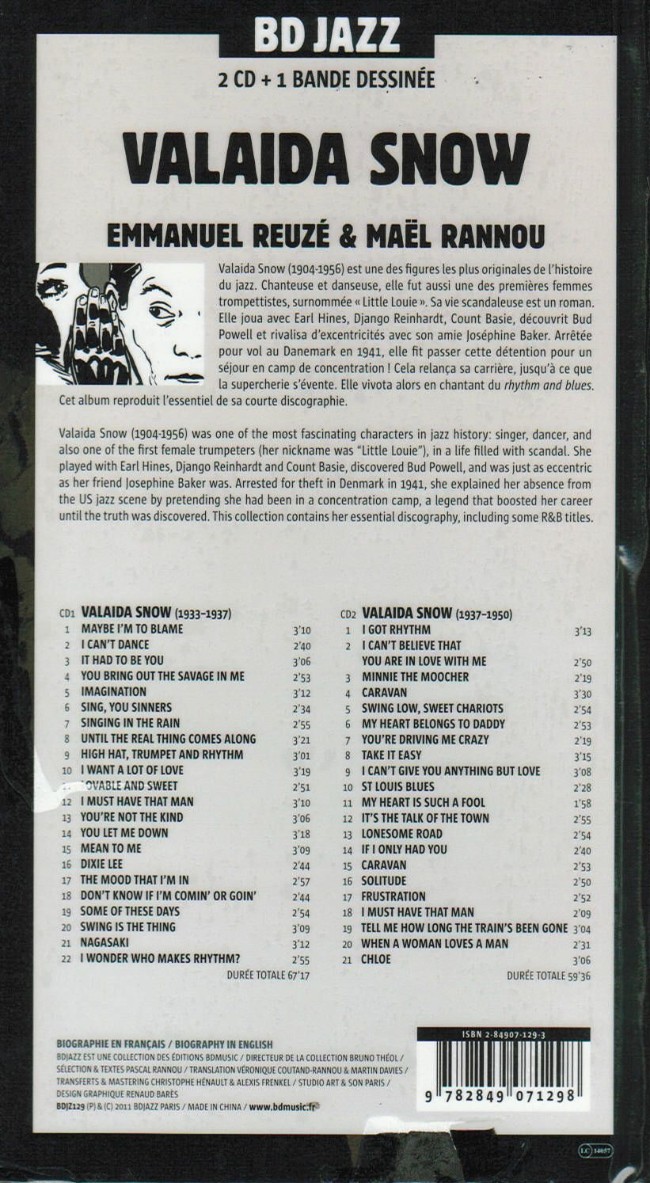 BD JAZZ
2 CD + 1 BANDE DESSINÉE
VALAIDA SNOW
EMMANUEL REUZÉ & MAËL RANNOU
Valaida Snow (1904-1956) est une des figures les plus originales de l'histoire
du jazz. Chanteuse et danseuse, elle fut aussi une des premières femmes
trompettistes, surnommée « Little Louie ». Sa vie scandaleuse est un roman.
Elle joua avec Earl Hines, Django Reinhardt, Count Basie, découvrit Bud
Powell et rivalisa d'excentricités avec son amie Joséphine Baker. Arrêtée
pour vol au Danemark en 1941, elle fit passer cette détention pour un
séjour en camp de concentration ! Cela relança sa carrière, jusqu'à ce que
la supercherie s'évente. Elle vivota alors en chantant du rhythm and blues.
Cet album reproduit l'essentiel de sa courte discographie.
Valaida Snow (1904-1956) was one of the most fascinating characters in jazz history: singer, dancer, and
also one of the first female trumpeters (her nickname was "Little Louie"), in a life filled with scandal. She
played with Earl Hines, Django Reinhardt and Count Basie, discovered Bud Powell, and was just as eccentric
as her friend Josephine Baker was. Arrested for theft in Denmark in 1941, she explained her absence from
the US jazz scene by pretending she had been in a concentration camp, a legend that boosted her career
until the truth was discovered. This collection contains her essential discography, including some R&B titles.
CD1 VALAIDA SNOW (1933-1937)
1 MAYBE I'M TO BLAME 3'10
2 I CAN'T DANCE 2'40
3 IT HAD TO BE YOU 3'06
4 YOU BRING OUT THE SAVAGE IN ME 2'53
5 IMAGINATION 3'12
6 SING, YOU SINNERS 2'34
7 SINGING IN THE RAIN 2'55
8 UNTIL THE REAL THING COMES ALONG 3'21
9 HIGH HAT, TRUMPET AND RHYTHM 3'01
10 I WANT A LOT OF LOVE 3'19
LOVABLE AND SWEET 2'51
12 I MUST HAVE THAT MAN 3'10
13 YOU'RE NOT THE KIND 3'06
14 YOU LET ME DOWN 3'18
15 MEAN TO ME 3'09
16 DIXIE LEE 2'44
17 THE MOOD THAT I'M IN 2'57
18 DON'T KNOW IF I'M COMIN' OR GOIN' 2'44
19 SOME OF THESE DAYS 2'54
20 SWING IS THE THING 3'09
21 NAGASAKI 3'12
22 I WONDER WHO MAKES RHYTHM? 2'55
DURÉE TOTALE 67'17
CD2 VALAIDA SNOW (1937-1950)
1 I GOT RHYTHM 3'13
2 I CAN'T BELIEVE THAT
YOU ARE IN LOVE WITH ME 2'50
3 MINNIE THE MOOCHER 2'19
4 CARAVAN 3'30
5 SWING LOW, SWEET CHARIOTS 2'54
6 MY HEART BELONGS TO DADDY 2'53
7 YOU'RE DRIVING ME CRAZY 2'19
8 TAKE IT EASY 3'15
9 I CAN'T GIVE YOU ANYTHING BUT LOVE 3'08
10 ST LOUIS BLUES 2'28
11 MY HEART IS SUCH A FOOL 1'58
12 IT'S THE TALK OF THE TOWN 2'55
13 LONESOME ROAD 2'54
14 IF I ONLY HAD YOU 2'40
15 CARAVAN 2'53
16 SOLITUDE 2'50
17 FRUSTRATION 2'52
18 I MUST HAVE THAT MAN 2'09
19 TELL ME HOW LONG THE TRAIN'S BEEN GONE 3'04
20 WHEN A WOMAN LOVES A MAN 2'31
21 CHLOE 3'06
DURÉE TOTALE 59'36
BIOGRAPHIE EN FRANÇAIS / BIOGRAPHY IN ENGLISH
BDJAZZ EST UNE COLLECTION DES ÉDITIONS BDMUSIC / DIRECTEUR DE LA COLLECTION BRUNO THÉOL /
SÉLECTION & TEXTES PASCAL RANNOU / TRANSLATION VÉRONIQUE COUTAND-RANNOU & MARTIN DAVIES /
TRANSFERTS & MASTERING CHRISTOPHE HÉNAULT & ALEXIS FRENKEL / STUDIO ART & SON PARIS /
DESIGN GRAPHIQUE RENAUD BARÈS
BDJZ129 (P) & (C) 2011 BDJAZZ PARIS / MADE IN CHINA / www.bdmusic.fr
ISBN 2-84907-129-3
9 782849 071298
LC 14057